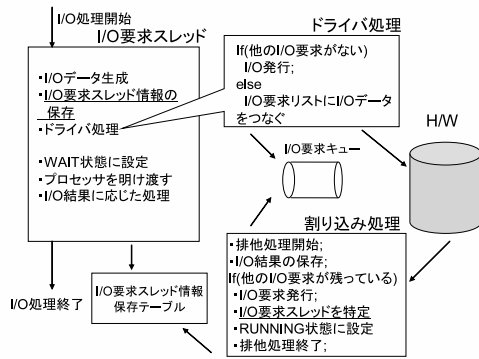 I/O処理開始
I/O要求スレッド
・I/Oデータ生成
・I/O要求スレッド情報の
保存
・ドライバ処理
・WAIT状態に設定
・プロセッサを明け渡す
・I/O結果に応じた処理
I/O処理終了
I/O要求スレッド情報
保存テーブル
ドライバ処理
If(他のI/O要求がない)
I/O発行;
else
I/O要求リストにI/Oデータ
をつなぐ
I/O要求キュー
H/W
割り込み処理
・排他処理開始;
・I/O結果の保存;
If(他のI/O要求が残っている)
・I/O要求発行;
・I/O要求スレッドを特定
・RUNNING状態に設定
・排他処理終了;